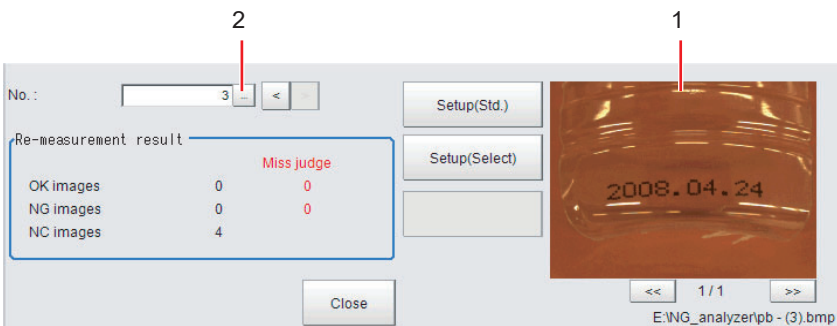 2 1
No. : 3 ... < >
Setup(Std.)
Re-measurement result
Miss judge
Setup(Select)
OK images 0 0
NG images 0 0
NC images 4
2008.04.24
Close
<< 1/1 >>
E:\NG_analyzer\pb - (3).bmp